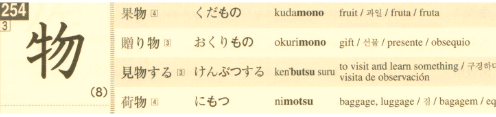 254
3
物
(8)
果物 4 くだもの kudamono fruit / 과일 / fruta / fruta
贈り物 3 おくりもの okurimono gift / 선물 / presente / obsequio
見物する 3 けんぶつする ken'butsu suru to visit and learn something / 구경하다
visita de observación
荷物 4 にもつ nimotsu baggage, luggage / 짐 / bagagem /